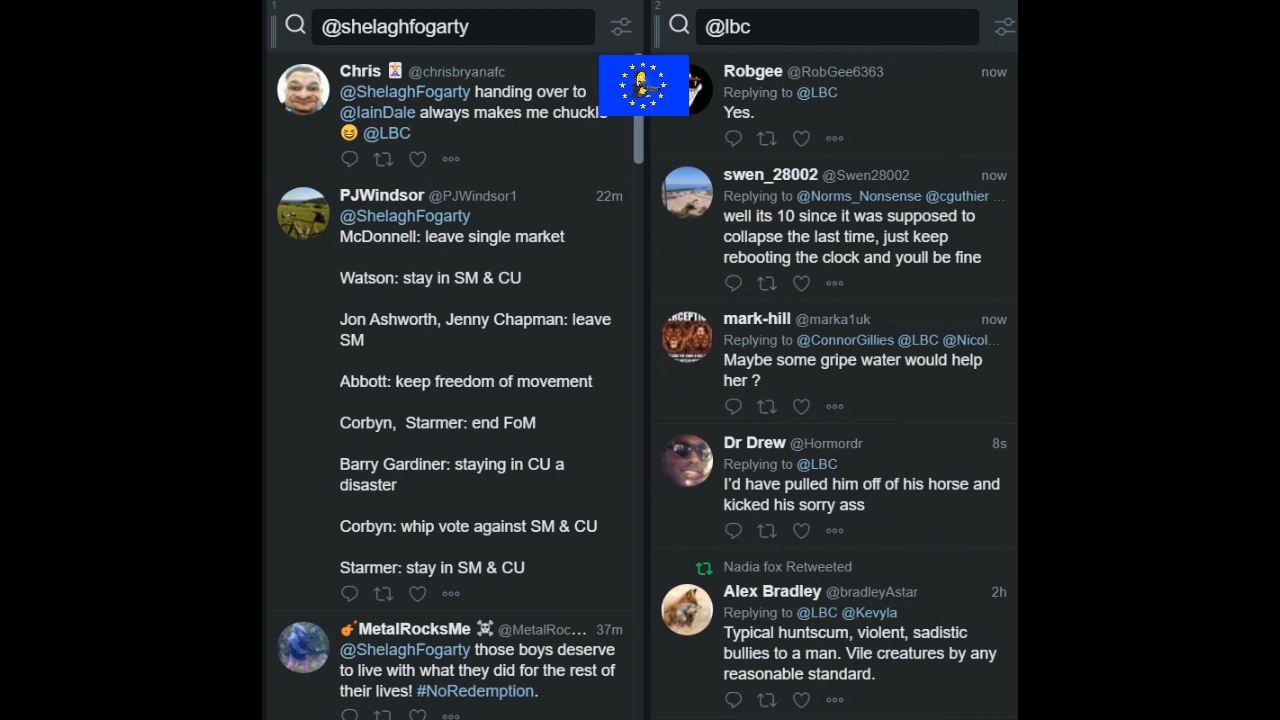 1
@shelaghfogarty
Chris @chrisbryanafc
@ShelaghFogarty handing over to
@IainDale always makes me chuckle
@LBC
PJWindsor @PJWindsor1 22m
@ShelaghFogarty
McDonnell: leave single market
Watson: stay in SM & CU
Jon Ashworth, Jenny Chapman: leave
SM
Abbott: keep freedom of movement
Corbyn, Starmer: end FoM
Barry Gardiner: staying in CU a
disaster
Corbyn: whip vote against SM & CU
Starmer: stay in SM & CU
MetalRocksMe @MetalRoc... 37m
@ShelaghFogarty those boys deserve
to live with what they did for the rest of
their lives! #NoRedemption.
2
@lbc
Robgee @RobGee6363 now
Replying to @LBC
Yes.
swen_28002 @Swen28002 now
Replying to @Norms_Nonsense @cguthier ...
well its 10 since it was supposed to
collapse the last time, just keep
rebooting the clock and youll be fine
mark-hill @marka1uk now
Replying to @ConnorGillies @LBC @Nicol...
Maybe some gripe water would help
her ?
Dr Drew @Hormordr 8s
Replying to @LBC
I'd have pulled him off of his horse and
kicked his sorry ass
Nadia fox Retweeted
Alex Bradley @bradleyAstar 2h
Replying to @LBC @Kevyla
Typical huntscum, violent, sadistic
bullies to a man. Vile creatures by any
reasonable standard.